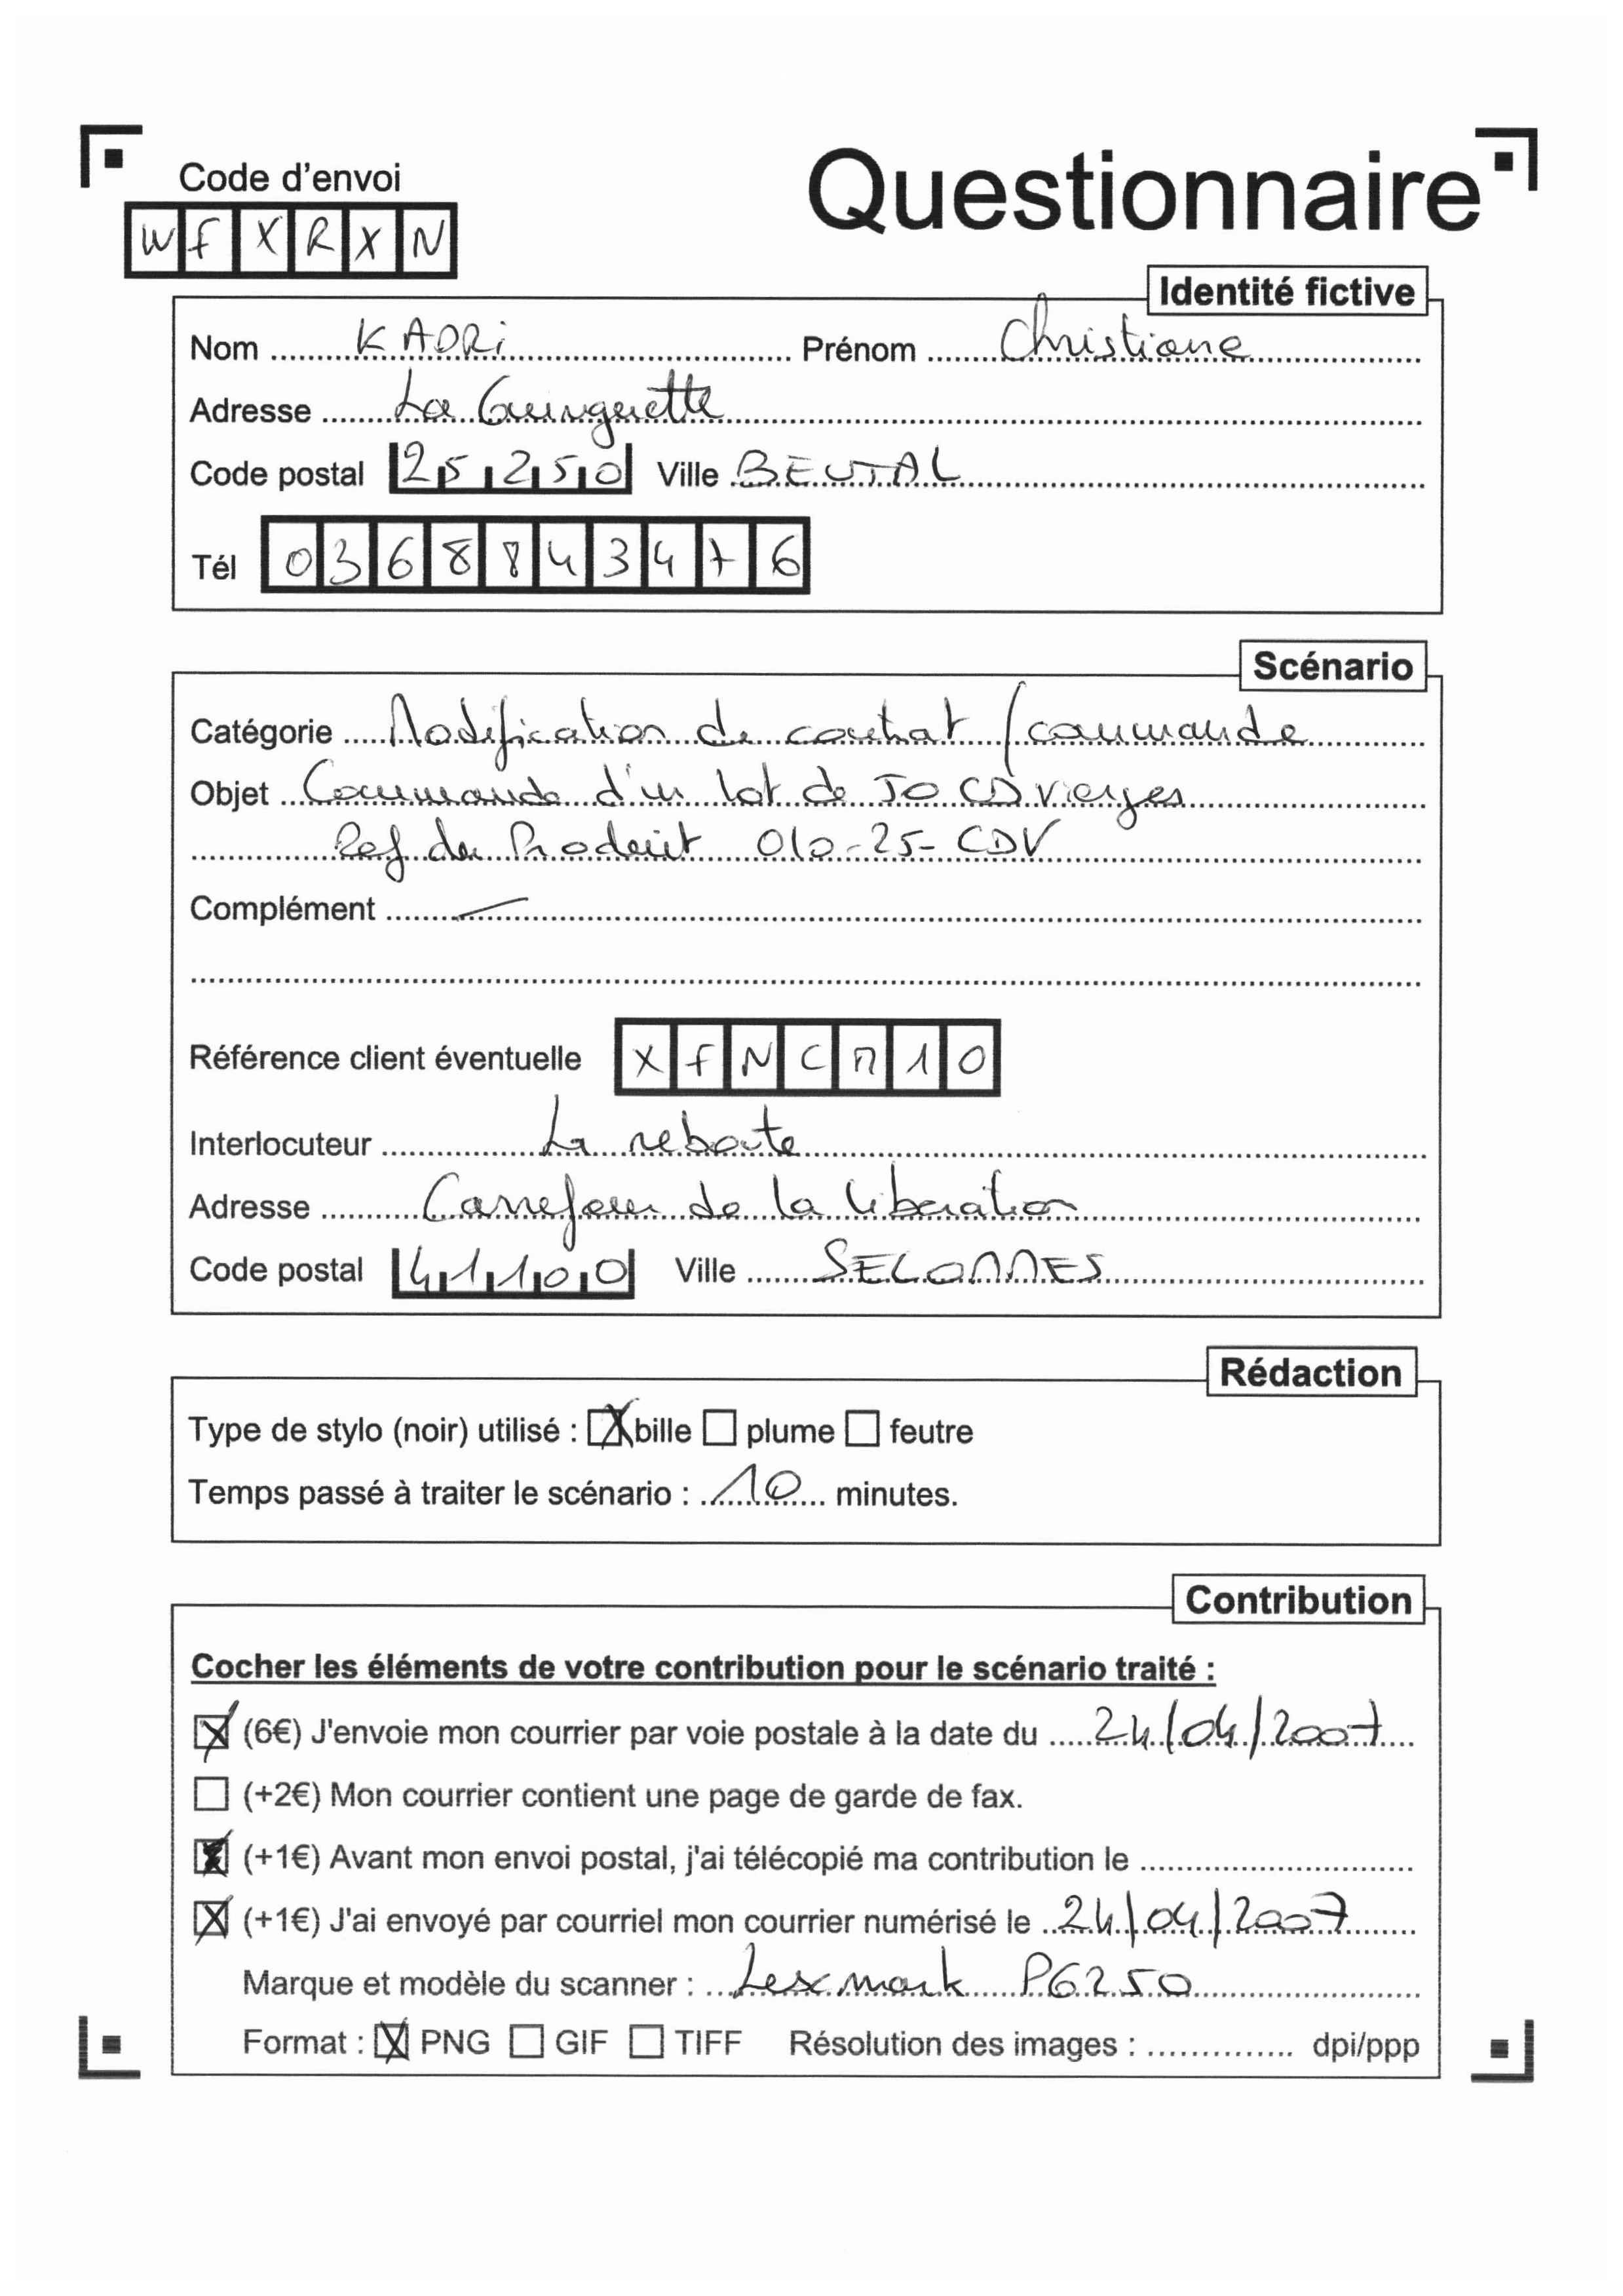 Code d'envoi
Questionnaire
W f X R X N
Identité fictive
Nom KADRi Prénom Christiane
Adresse La Guinguette
Code postal 25250 Ville BEUTAL
Tél 0368843476
Scénario
Catégorie Modification de contrat / commande
Objet Commande d'un lot de 50 CD vierges
Ref du Produit 010-25-CDV
Complément —
Référence client éventuelle X f N C M 1 0
Interlocuteur La
Adresse Carrefour de la libération
Code postal 41100 Ville SELOMMES
Rédaction
Type de stylo (noir) utilisé : bille plume feutre
Temps passé à traiter le scénario : 10 minutes.
Contribution
Cocher les éléments de votre contribution pour le scénario traité :
(6€) J'envoie mon courrier par voie postale à la date du 24/04/2007
(+2€) Mon courrier contient une page de garde de fax.
(+1€) Avant mon envoi postal, j'ai télécopié ma contribution le
(+1€) J'ai envoyé par courriel mon courrier numérisé le 24/04/2007
Marque et modèle du scanner : Lexmark P6250
Format : PNG GIF TIFF Résolution des images : dpi/ppp